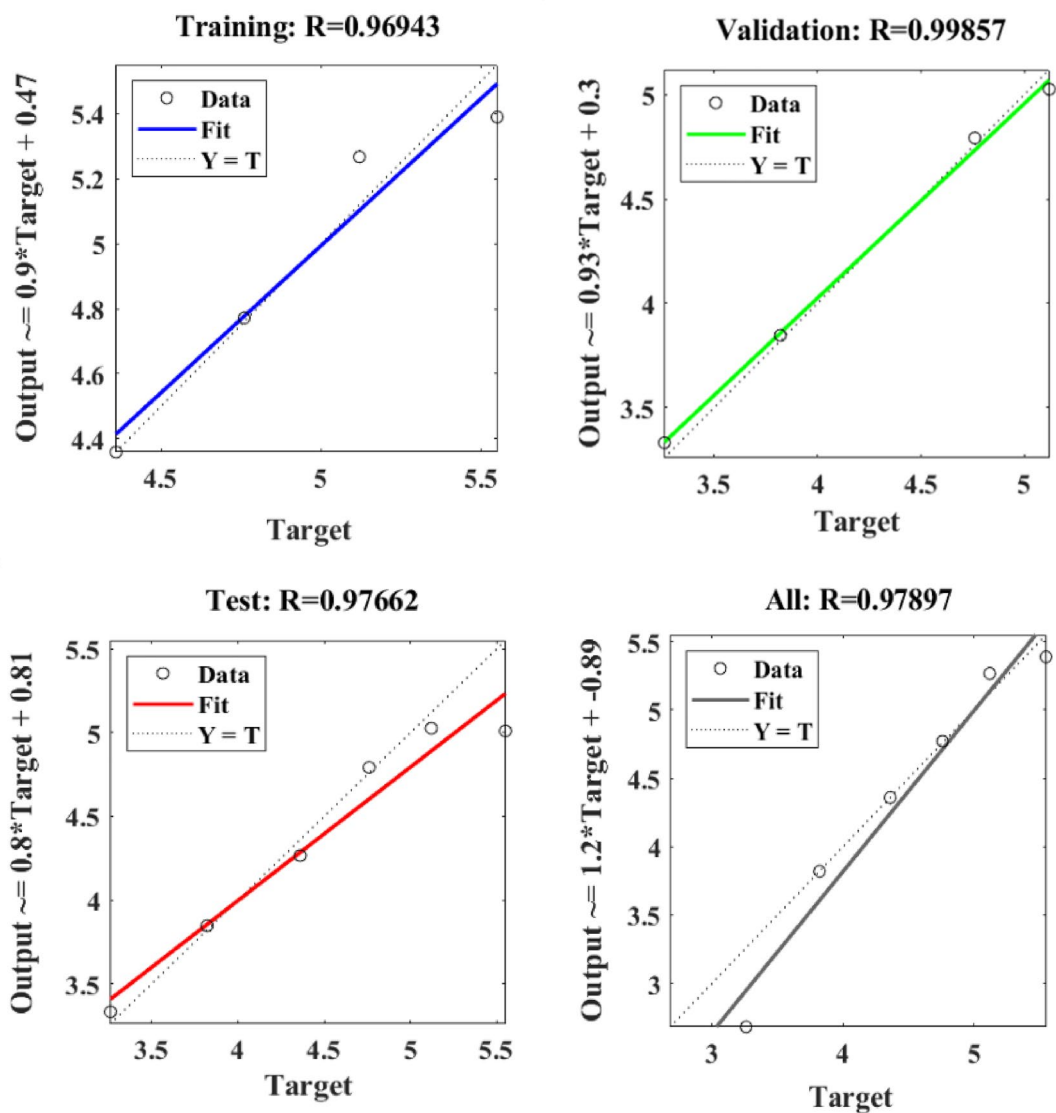 Training: R=0.96943
Output ~= 0.9*Target + 0.47
Data
Fit
Y = T
5.4
5.2
5
4.8
4.6
4.4
4.5
5
5.5
Target
Validation: R=0.99857
Output ~= 0.93*Target + 0.3
Data
Fit
Y = T
5
4.5
4
3.5
3.5
4
4.5
5
Target
Test: R=0.97662
Output ~= 0.8*Target + 0.81
Data
Fit
Y = T
5.5
5
4.5
4
3.5
3.5
4
4.5
5
5.5
Target
All: R=0.97897
Output ~= 1.2*Target + -0.89
Data
Fit
Y = T
5.5
5
4.5
4
3.5
3
3
4
5
Target